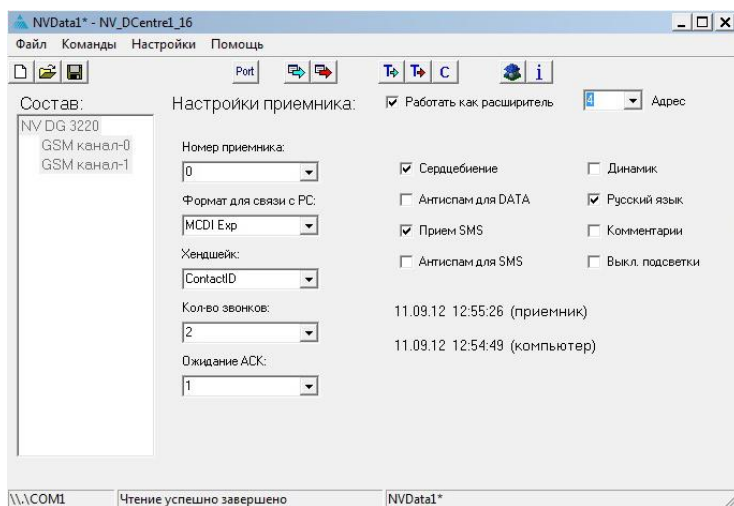 NVData1* - NV_DCentre1_16
Файл Команды Настройки Помощь
Port T T C i
Состав:
NV DG 3220
GSM канал-0
GSM канал-1
Настройки приемника:
Номер приемника:
0
Формат для связи с PC:
MCDI Exp
Хендшейк:
ContactID
Кол-во звонков:
2
Ожидание ACK:
1
Работать как расширитель
4 Адрес
Сердцебиение
Динамик
Антиспам для DATA
Русский язык
Прием SMS
Комментарии
Антиспам для SMS
Выкл. подсветки
11.09.12 12:55:26 (приемник)
11.09.12 12:54:49 (компьютер)
\\.\COM1 Чтение успешно завершено NVData1*